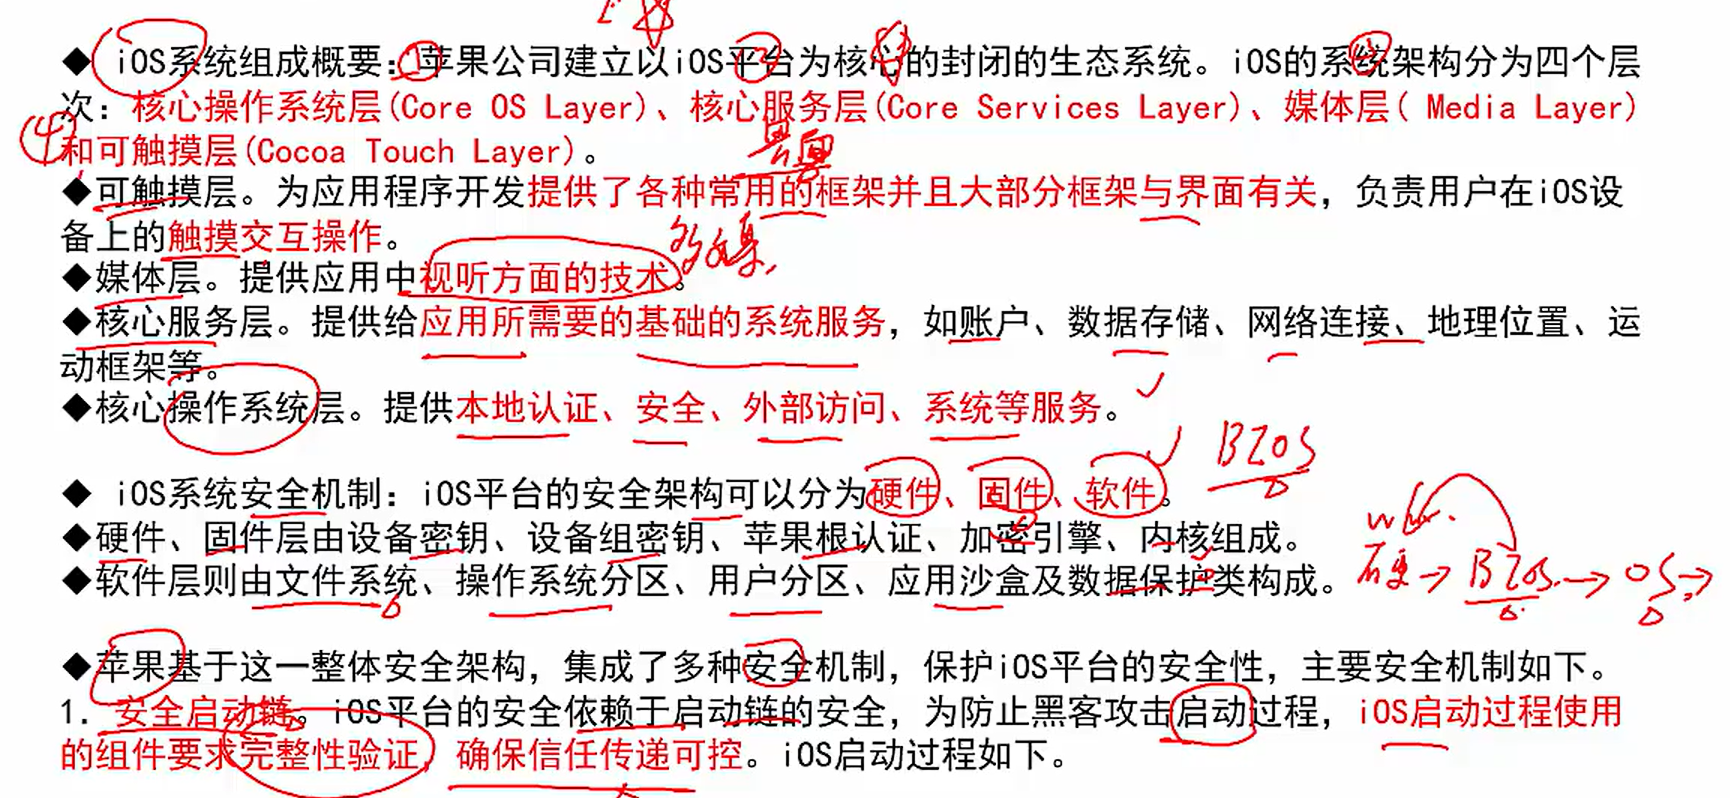 ◆ iOS系统组成概要：苹果公司建立以iOS平台为核心的封闭的生态系统。iOS的系统架构分为四个层
次：核心操作系统层(Core OS Layer)、核心服务层(Core Services Layer)、媒体层( Media Layer)
④
和可触摸层(Cocoa Touch Layer)。
界面
◆可触摸层。为应用程序开发提供了各种常用的框架并且大部分框架与界面有关，负责用户在iOS设
备上的触摸交互操作。
◆媒体层。提供应用中视听方面的技术。
◆核心服务层。提供给应用所需要的基础的系统服务，如账户、数据存储、网络连接、地理位置、运
动框架等。
◆核心操作系统层。提供本地认证、安全、外部访问、系统等服务。
BIOS
◆ iOS系统安全机制：iOS平台的安全架构可以分为硬件、固件、软件。
◆硬件、固件层由设备密钥、设备组密钥、苹果根认证、加密引擎、内核组成。
◆软件层则由文件系统、操作系统分区、用户分区、应用沙盒及数据保护类构成。
→ BIOS → OS →
◆苹果基于这一整体安全架构，集成了多种安全机制，保护iOS平台的安全性，主要安全机制如下。
1. 安全启动链。iOS平台的安全依赖于启动链的安全，为防止黑客攻击启动过程，iOS启动过程使用
的组件要求完整性验证，确保信任传递可控。iOS启动过程如下。